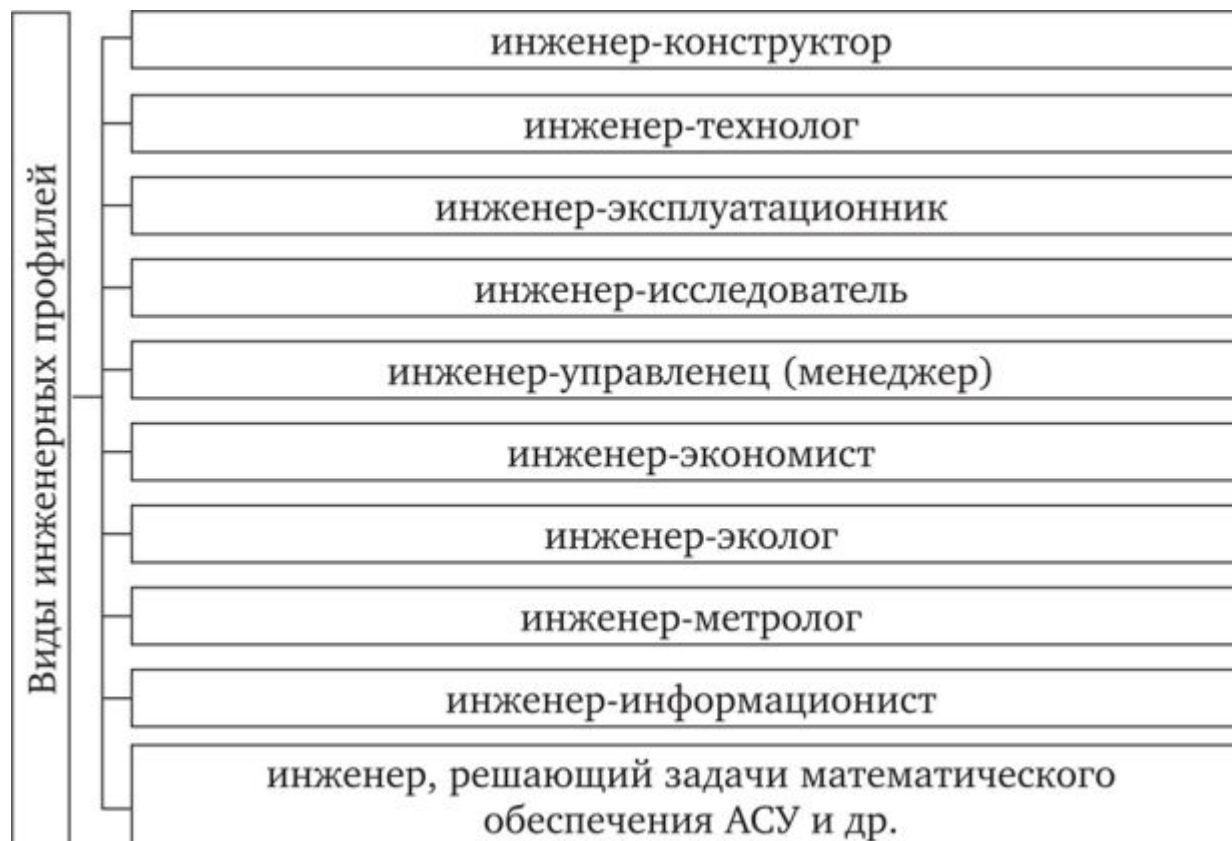 Виды инженерных профилей
инженер-конструктор
инженер-технолог
инженер-эксплуатационник
инженер-исследователь
инженер-управленец (менеджер)
инженер-экономист
инженер-эколог
инженер-метролог
инженер-информационист
инженер, решающий задачи математического
обеспечения АСУ и др.